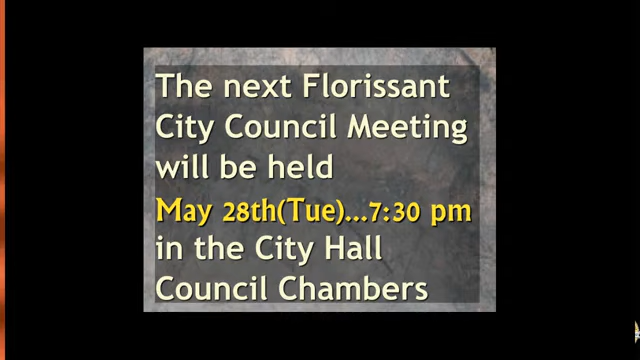 The next Florissant
City Council Meeting
will be held
May 28th(Tue)...7:30 pm
in the City Hall
Council Chambers